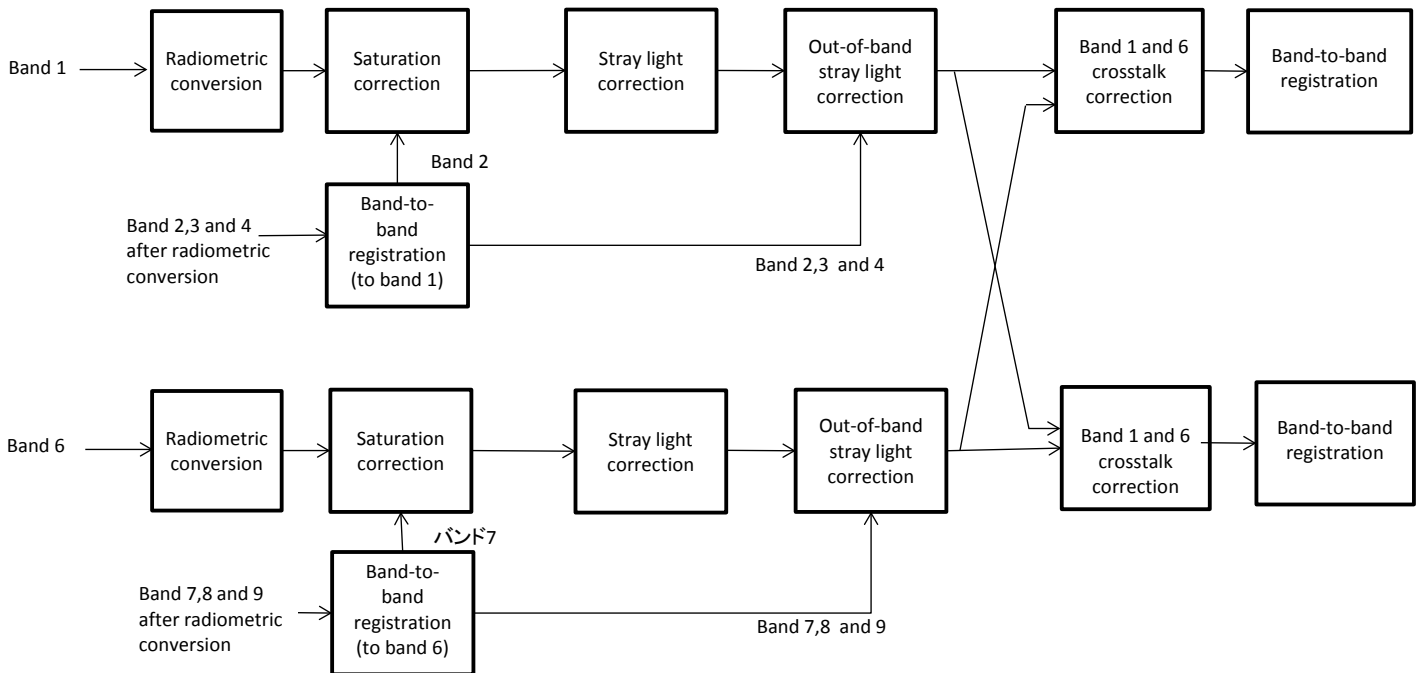 Band 1
Radiometric
conversion
Saturation
correction
Stray light
correction
Out-of-band
stray light
correction
Band 1 and 6
crosstalk
correction
Band-to-band
registration
Band 2
Band 2,3 and 4
after radiometric
conversion
Band-to-
band
registration
(to band 1)
Band 2,3 and 4
Band 6
Radiometric
conversion
Saturation
correction
Stray light
correction
Out-of-band
stray light
correction
Band 1 and 6
crosstalk
correction
Band-to-band
registration
バンド7
Band 7,8 and 9
after radiometric
conversion
Band-to-
band
registration
(to band 6)
Band 7,8 and 9